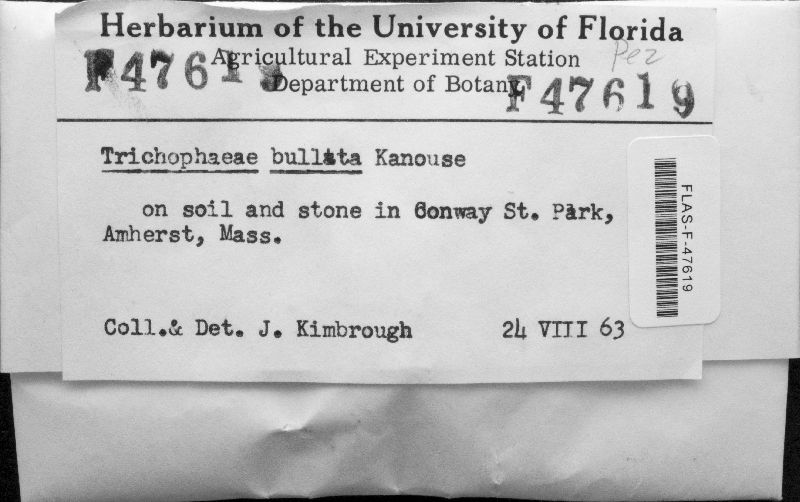 Herbarium of the University of Florida
Agricultural Experiment Station
Pez
F47619
Department of Botany
F47619
Trichophaeae bullata Kanouse
on soil and stone in Conway St. Park,
Amherst, Mass.
FLAS-F-47619
Coll.& Det. J. Kimbrough 24 VIII 63